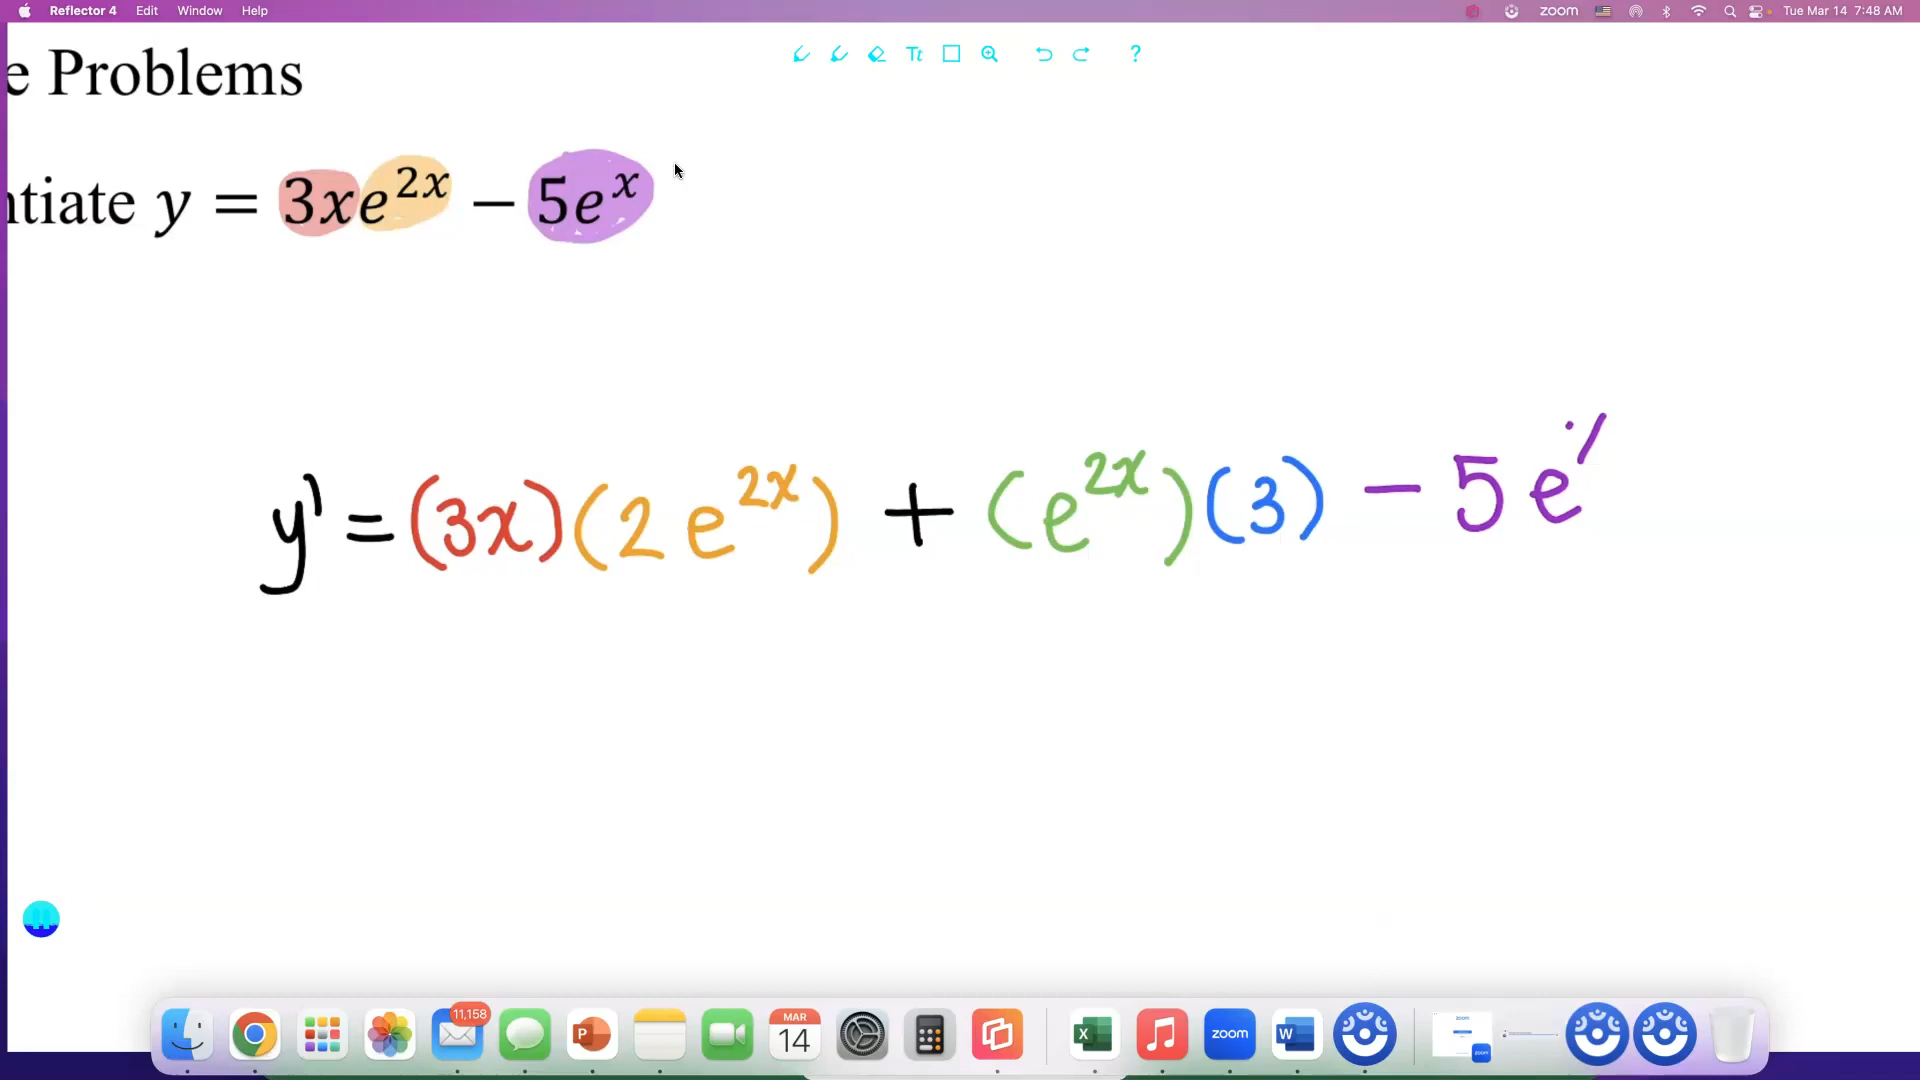 Reflector 4 Edit Window Help zoom Tue Mar 14 7:48 AM
Tt ?
e Problems
ntiate y = 3xe^{2x} − 5e^x
y' = (3x)(2e^{2x}) + (e^{2x})(3) − 5e
11,158 P MAR 14 X zoom W